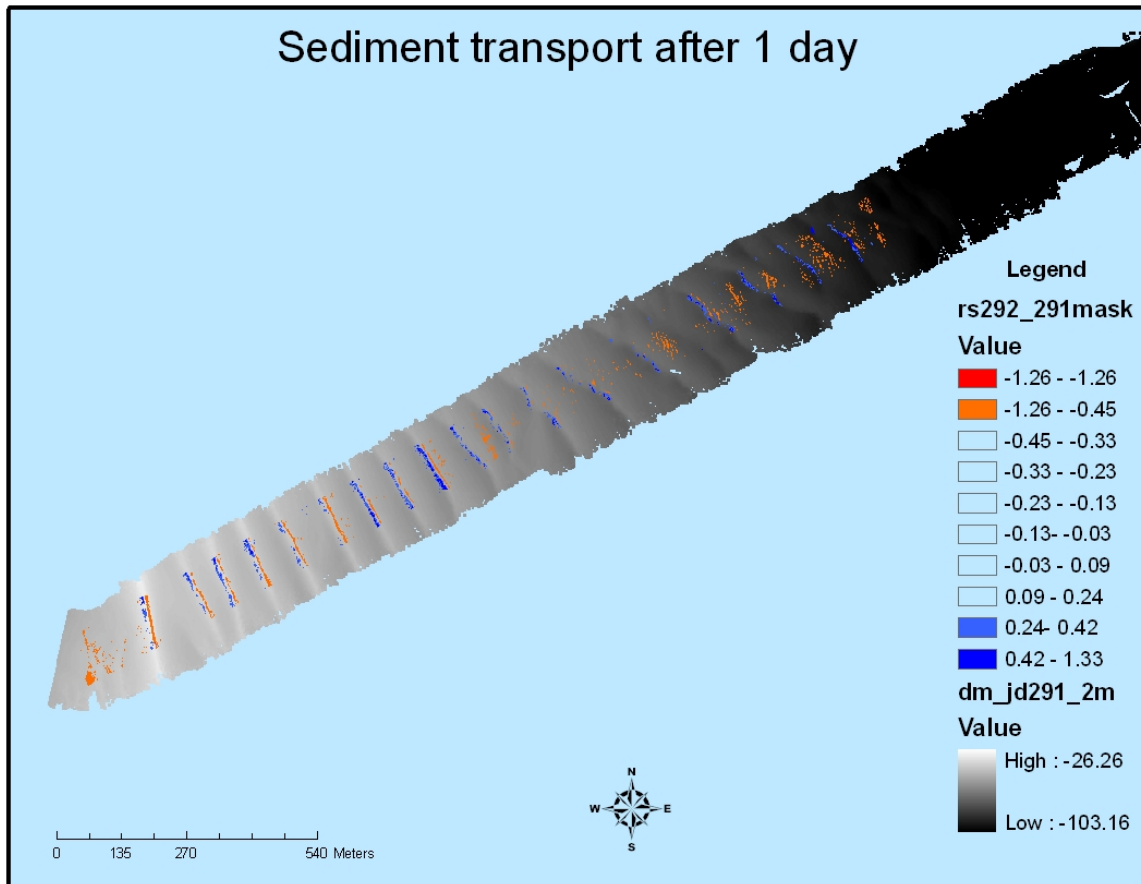 Sediment transport after 1 day
Legend
rs292_291mask
Value
-1.26 - -1.26
-1.26 - -0.45
-0.45 - -0.33
-0.33 - -0.23
-0.23 - -0.13
-0.13- -0.03
-0.03 - 0.09
0.09 - 0.24
0.24- 0.42
0.42 - 1.33
dm_jd291_2m
Value
High : -26.26
Low : -103.16
N
W E
S
0 135 270 540 Meters